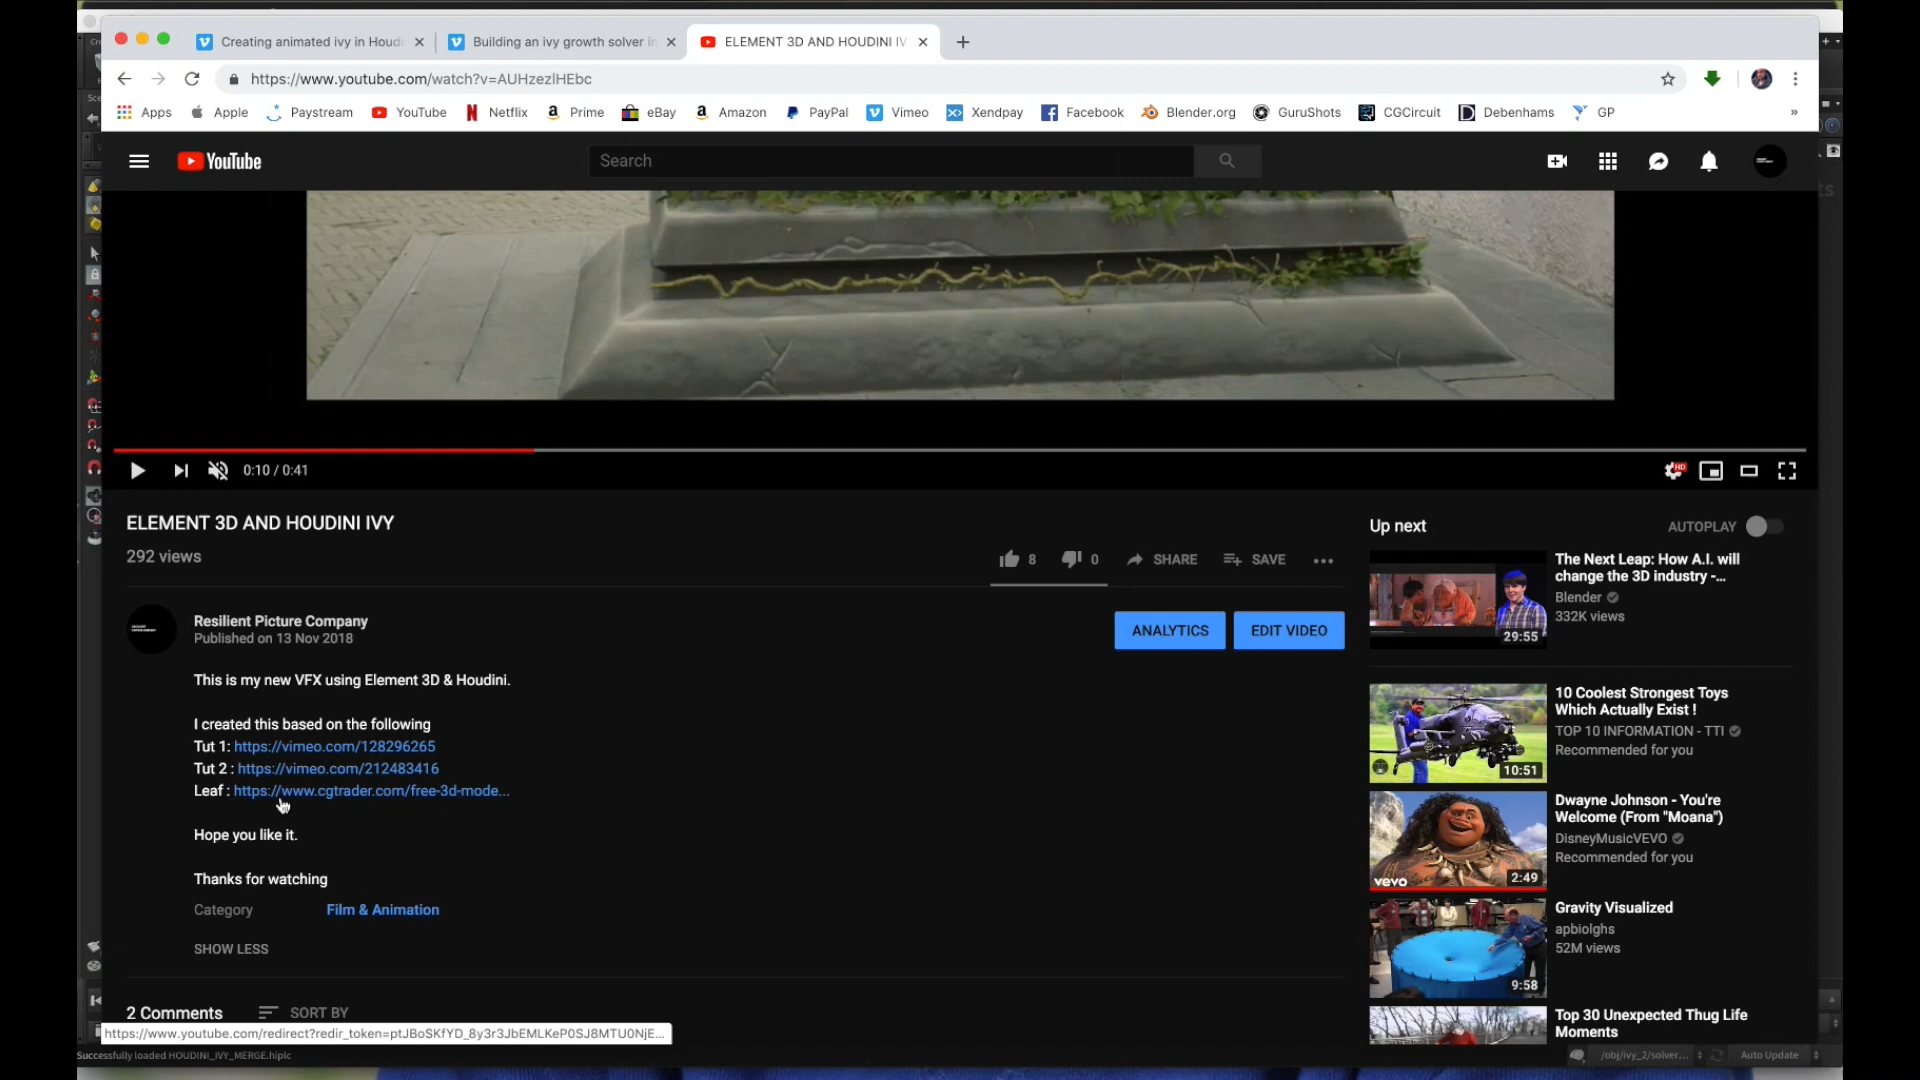 Creating animated ivy in Houdi
Building an ivy growth solver in
ELEMENT 3D AND HOUDINI IV
https://www.youtube.com/watch?v=AUHzezlHEbc
Apps
Apple
Paystream
YouTube
Netflix
Prime
eBay
Amazon
PayPal
Vimeo
Xendpay
Facebook
Blender.org
GuruShots
CGCircuit
Debenhams
GP
»
YouTube
Search
0:10 / 0:41
HD
ELEMENT 3D AND HOUDINI IVY
292 views
8
0
SHARE
SAVE
Resilient Picture Company
Published on 13 Nov 2018
ANALYTICS
EDIT VIDEO
This is my new VFX using Element 3D & Houdini.
I created this based on the following
Tut 1: https://vimeo.com/128296265
Tut 2 : https://vimeo.com/212483416
Leaf : https://www.cgtrader.com/free-3d-mode...
Hope you like it.
Thanks for watching
Category
Film & Animation
SHOW LESS
2 Comments
SORT BY
Up next
AUTOPLAY
The Next Leap: How A.I. will
change the 3D industry -...
Blender
332K views
29:55
10 Coolest Strongest Toys
Which Actually Exist !
TOP 10 INFORMATION - TTI
Recommended for you
10:51
Dwayne Johnson - You're
Welcome (From "Moana")
DisneyMusicVEVO
Recommended for you
vevo
2:49
Gravity Visualized
apbiolghs
52M views
9:58
Top 30 Unexpected Thug Life
Moments
https://www.youtube.com/redirect?redir_token=ptJBoSKfYD_8y3r3JbEMLKeP0SJ8MTU0NjE...
Successfully loaded HOUDINI_IVY_MERGE.hiplc
/obj/ivy_2/solver...
Auto Update